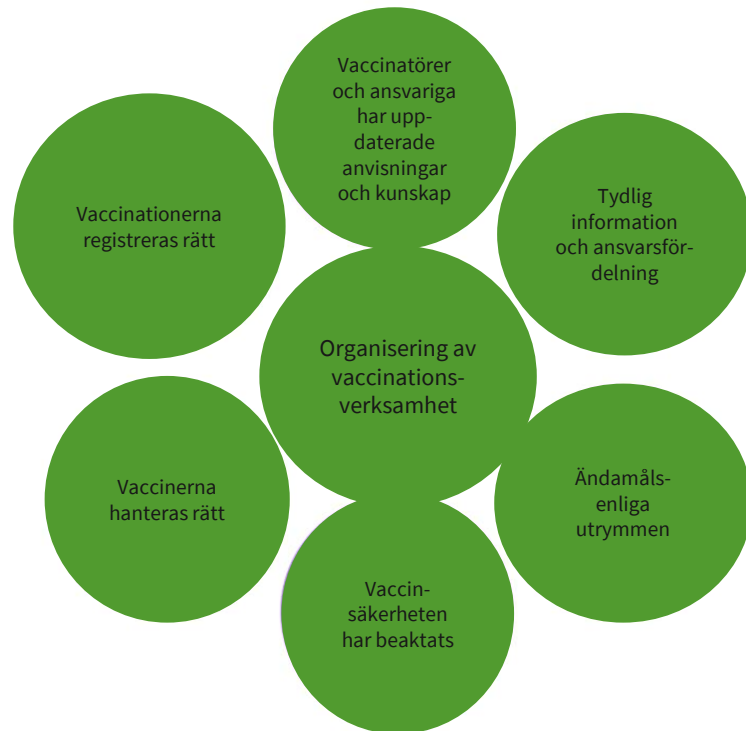 Vaccinatörer
och ansvariga
har upp-
daterade
anvisningar
och kunskap
Vaccinationerna
registreras rätt
Tydlig
information
och ansvarsför-
delning
Organisering av
vaccinations-
verksamhet
Vaccinerna
hanteras rätt
Ändamåls-
enliga
utrymmen
Vaccin-
säkerheten
har beaktats